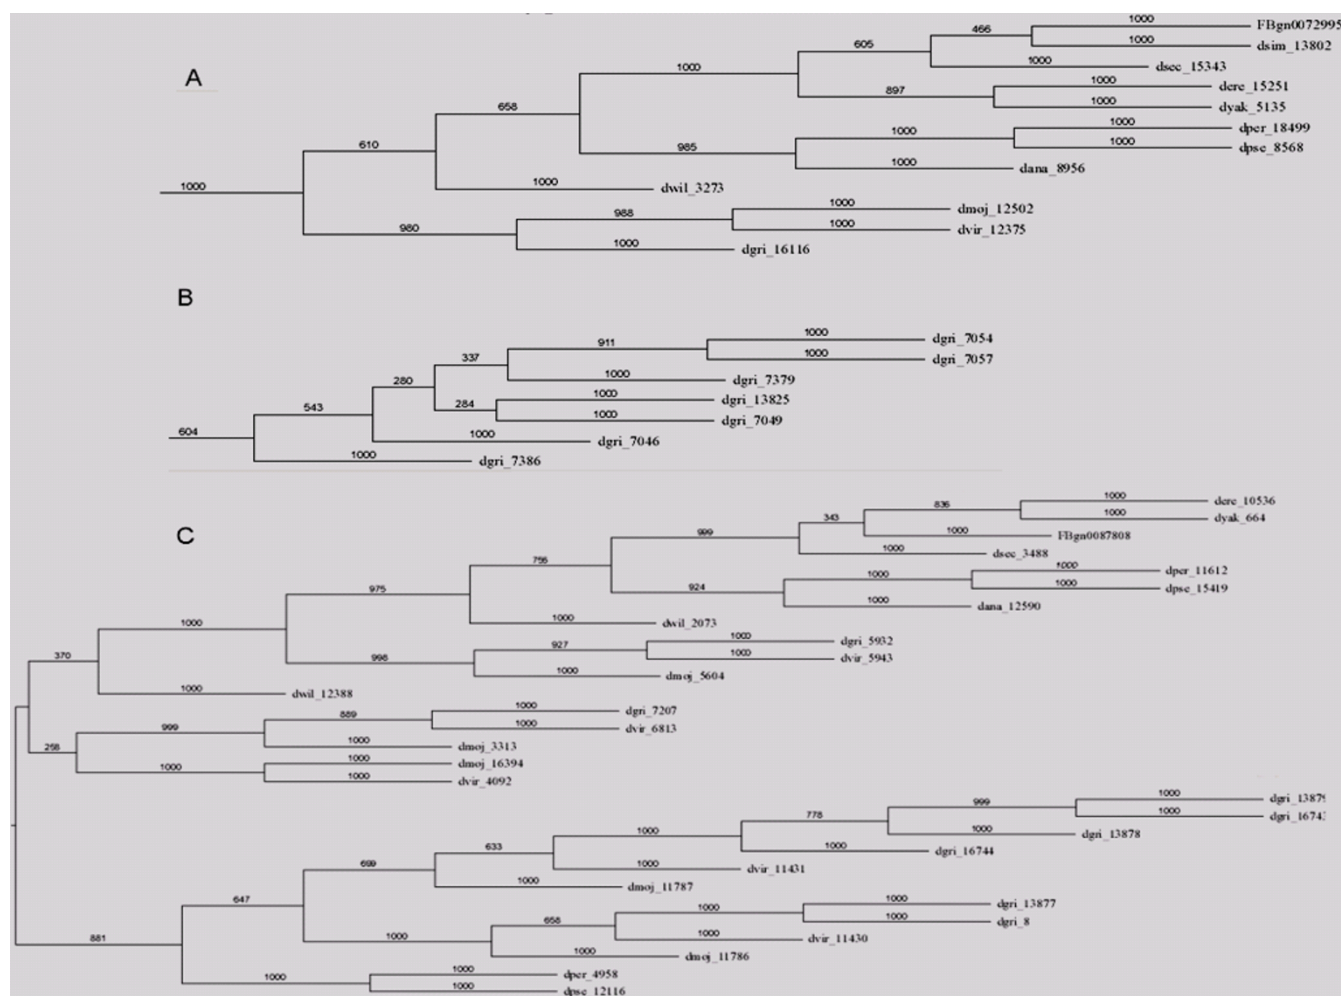 1000 FBgn0072995
466
1000 dsim_13802
605
1000 dsec_15343
1000
A
1000 dere_15251
897
1000 dyak_5135
658
1000 dper_18499
1000
985
1000 dpse_8568
610
1000 dana_8956
1000
1000 dwil_3273
1000 dmoj_12502
988
980
1000 dvir_12375
1000 dgri_16116
B
1000 dgri_7054
911
337
1000 dgri_7057
280
1000 dgri_7379
1000 dgri_13825
543
284
1000 dgri_7049
604
1000 dgri_7046
1000 dgri_7386
C
1000 dere_10536
836
343
1000 dyak_664
999
1000 FBgn0087808
1000 dsec_3488
756
1000 dper_11612
1000
924
1000 dpse_15419
975
1000 dana_12590
1000
1000 dwil_2073
1000 dgri_5932
927
998
1000 dvir_5943
370
1000 dmoj_5604
1000 dwil_12388
1000 dgri_7207
889
999
1000 dvir_6813
258
1000 dmoj_3313
1000 dmoj_16394
1000
1000 dvir_4092
1000 dgri_1387
999
778
1000 dgri_1674
1000
1000 dgri_13878
633
1000 dgri_16744
699
1000 dvir_11431
1000 dmoj_11787
647
1000 dgri_13877
1000
658
1000 dgri_8
1000
881
1000 dvir_11430
1000 dmoj_11786
1000 dper_4958
1000
1000 dpse_12116